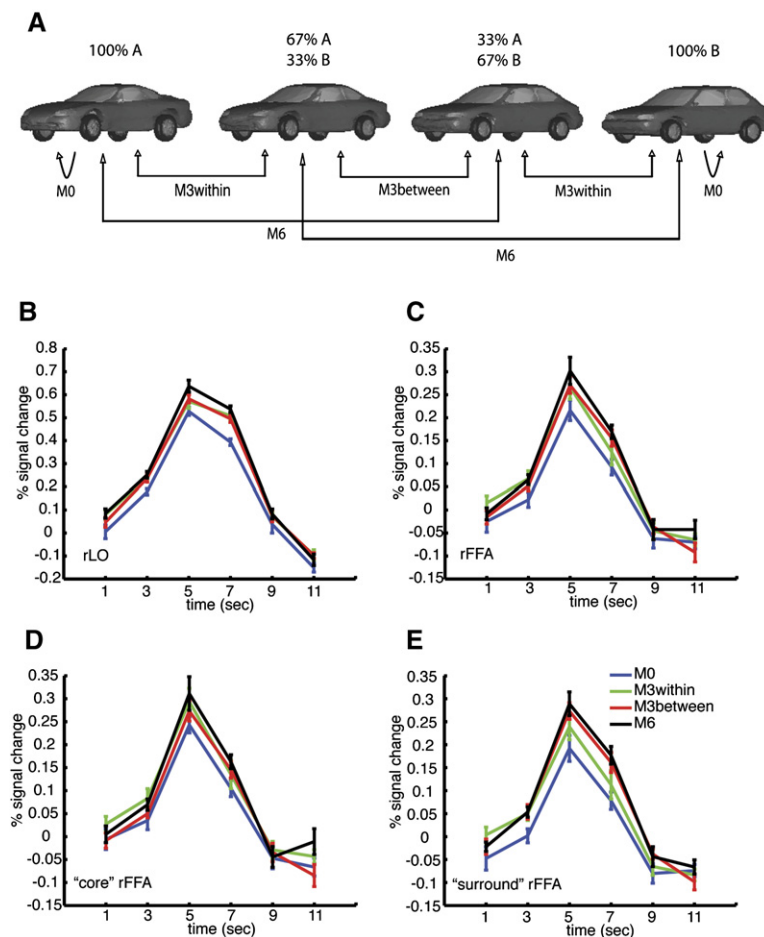 A
100% A
67% A
33% B
33% A
67% B
100% B
M0
M3within
M3between
M3within
M0
M6
M6
B
0.8
0.7
0.6
0.5
0.4
0.3
0.2
0.1
0
-0.1
-0.2
% signal change
rLO
1 3 5 7 9 11
time (sec)
C
0.35
0.3
0.25
0.2
0.15
0.1
0.05
0
-0.05
-0.1
-0.15
% signal change
rFFA
1 3 5 7 9 11
time (sec)
D
0.35
0.3
0.25
0.2
0.15
0.1
0.05
0
-0.05
-0.1
-0.15
% signal change
“core” rFFA
1 3 5 7 9 11
time (sec)
E
M0
M3within
M3between
M6
0.35
0.3
0.25
0.2
0.15
0.1
0.05
0
-0.05
-0.1
-0.15
% signal change
“surround” rFFA
1 3 5 7 9 11
time (sec)